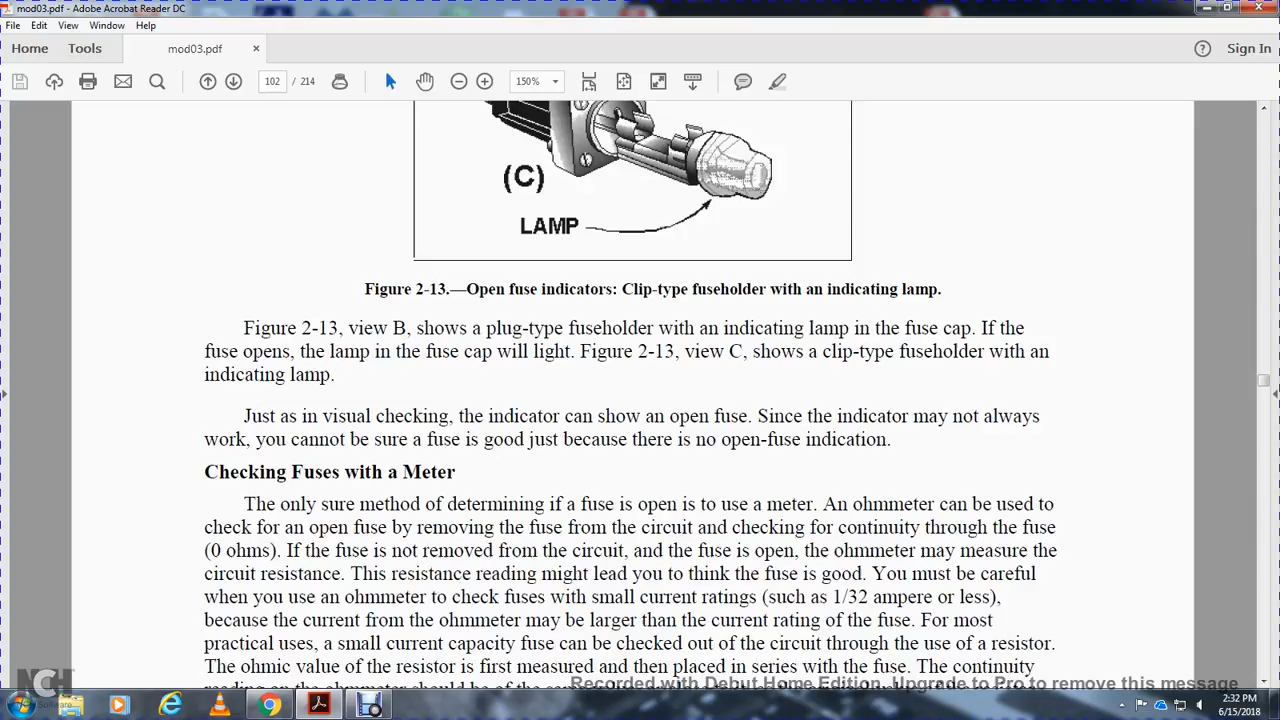 mod03.pdf - Adobe Acrobat Reader DC
File Edit View Window Help
Home Tools mod03.pdf × ? Sign In
102 / 214 150%
(C)
LAMP
Figure 2-13.—Open fuse indicators: Clip-type fuseholder with an indicating lamp.
Figure 2-13, view B, shows a plug-type fuseholder with an indicating lamp in the fuse cap. If the
fuse opens, the lamp in the fuse cap will light. Figure 2-13, view C, shows a clip-type fuseholder with an
indicating lamp.
Just as in visual checking, the indicator can show an open fuse. Since the indicator may not always
work, you cannot be sure a fuse is good just because there is no open-fuse indication.
Checking Fuses with a Meter
The only sure method of determining if a fuse is open is to use a meter. An ohmmeter can be used to
check for an open fuse by removing the fuse from the circuit and checking for continuity through the fuse
(0 ohms). If the fuse is not removed from the circuit, and the fuse is open, the ohmmeter may measure the
circuit resistance. This resistance reading might lead you to think the fuse is good. You must be careful
when you use an ohmmeter to check fuses with small current ratings (such as 1/32 ampere or less),
because the current from the ohmmeter may be larger than the current rating of the fuse. For most
practical uses, a small current capacity fuse can be checked out of the circuit through the use of a resistor.
The ohmic value of the resistor is first measured and then placed in series with the fuse. The continuity
Recorded with Debut Home Edition. Upgrade to Pro to remove this message
NCH
Software
2:32 PM
6/15/2018